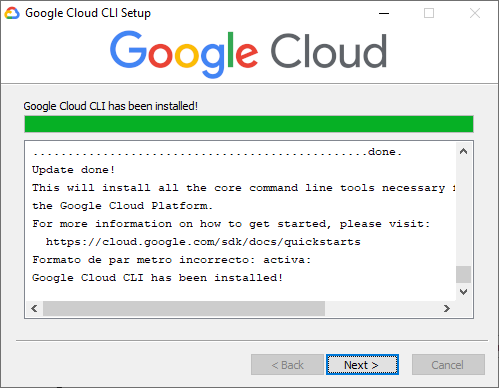 Google Cloud CLI Setup
Google Cloud
Google Cloud CLI has been installed!
.................................................done.
Update done!
This will install all the core command line tools necessary f
the Google Cloud Platform.
For more information on how to get started, please visit:
https://cloud.google.com/sdk/docs/quickstarts
Formato de par metro incorrecto: activa:
Google Cloud CLI has been installed!
< Back
Next >
Cancel